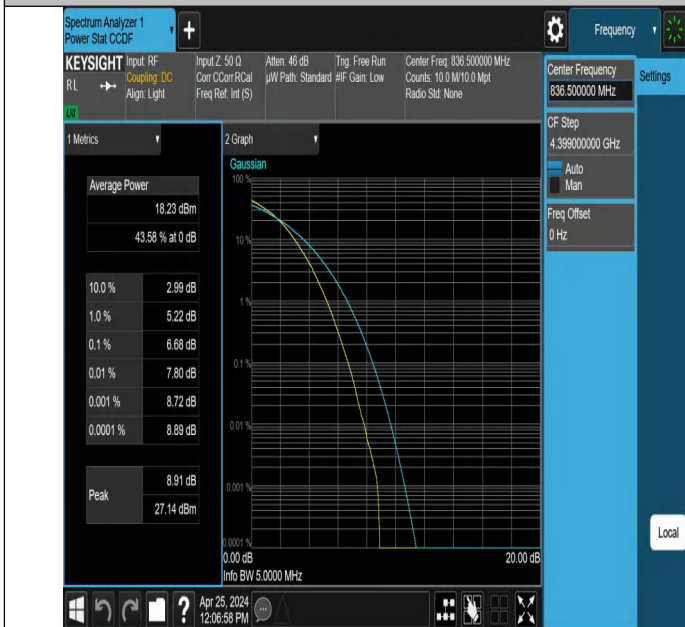 Spectrum Analyzer 1
Power Stat CCDF
+
Frequency
KEYSIGHT
RL
LXI
Input: RF
Coupling: DC
Align: Light
Input Z: 50 Ω
Corr CCorr RCal
Freq Ref: Int (S)
Atten: 46 dB
µW Path: Standard
Trig: Free Run
#IF Gain: Low
Center Freq: 836.500000 MHz
Counts: 10.0 M/10.0 Mpt
Radio Std: None
Center Frequency
836.500000 MHz
Settings
CF Step
4.399000000 GHz
Auto
Man
Freq Offset
0 Hz
Local
1 Metrics
Average Power
18.23 dBm
43.58 % at 0 dB
10.0 % 2.99 dB
1.0 % 5.22 dB
0.1 % 6.68 dB
0.01 % 7.80 dB
0.001 % 8.72 dB
0.0001 % 8.89 dB
Peak
8.91 dB
27.14 dBm
2 Graph
Gaussian
100 %
10 %
1 %
0.1 %
0.01 %
0.001 %
0.0001 %
0.00 dB 20.00 dB
Info BW 5.0000 MHz
?
Apr 25, 2024
12:06:58 PM